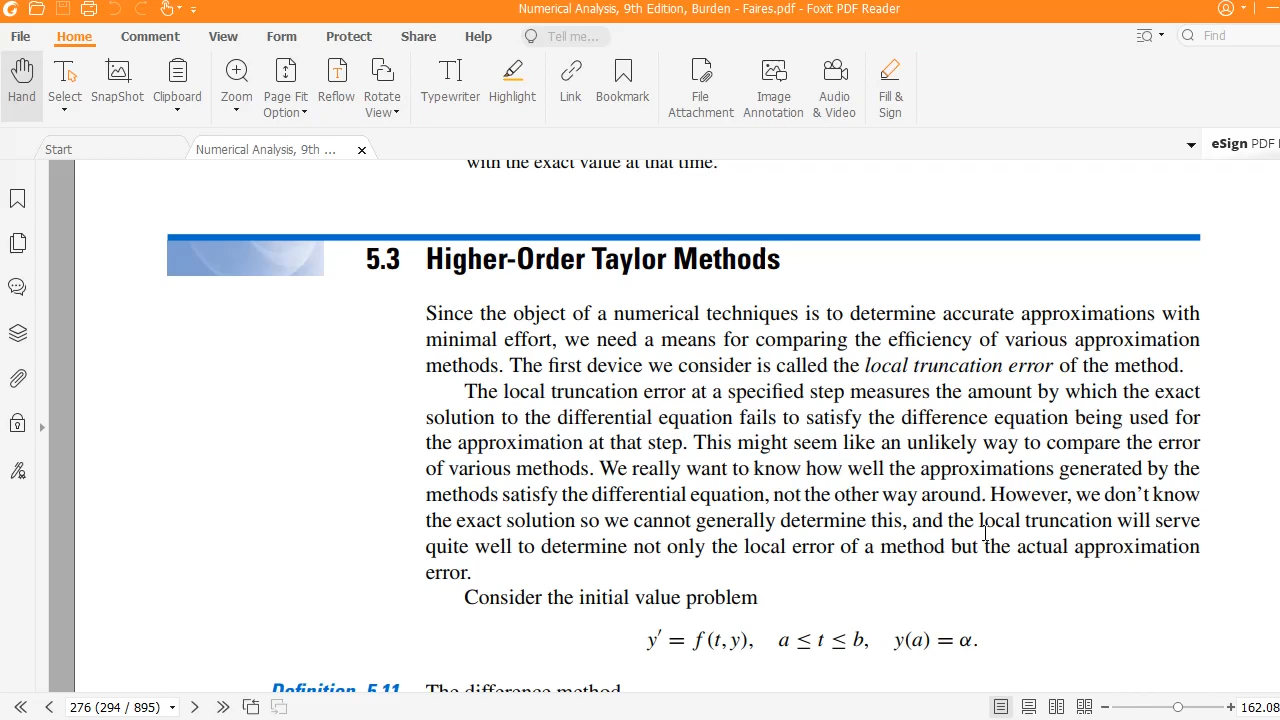 Numerical Analysis, 9th Edition, Burden - Faires.pdf - Foxit PDF Reader
File Home Comment View Form Protect Share Help Tell me... Find
Hand Select SnapShot Clipboard Zoom Page Fit Option Reflow Rotate View Typewriter Highlight Link Bookmark File Attachment Image Annotation Audio & Video Fill & Sign
Start Numerical Analysis, 9th ... eSign PDF
with the exact value at that time.
5.3 Higher-Order Taylor Methods
Since the object of a numerical techniques is to determine accurate approximations with
minimal effort, we need a means for comparing the efficiency of various approximation
methods. The first device we consider is called the local truncation error of the method.
The local truncation error at a specified step measures the amount by which the exact
solution to the differential equation fails to satisfy the difference equation being used for
the approximation at that step. This might seem like an unlikely way to compare the error
of various methods. We really want to know how well the approximations generated by the
methods satisfy the differential equation, not the other way around. However, we don't know
the exact solution so we cannot generally determine this, and the local truncation will serve
quite well to determine not only the local error of a method but the actual approximation
error.
Consider the initial value problem
y′ = f(t, y), a ≤ t ≤ b, y(a) = α.
Definition 5.11 The difference method
276 (294 / 895) 162.08